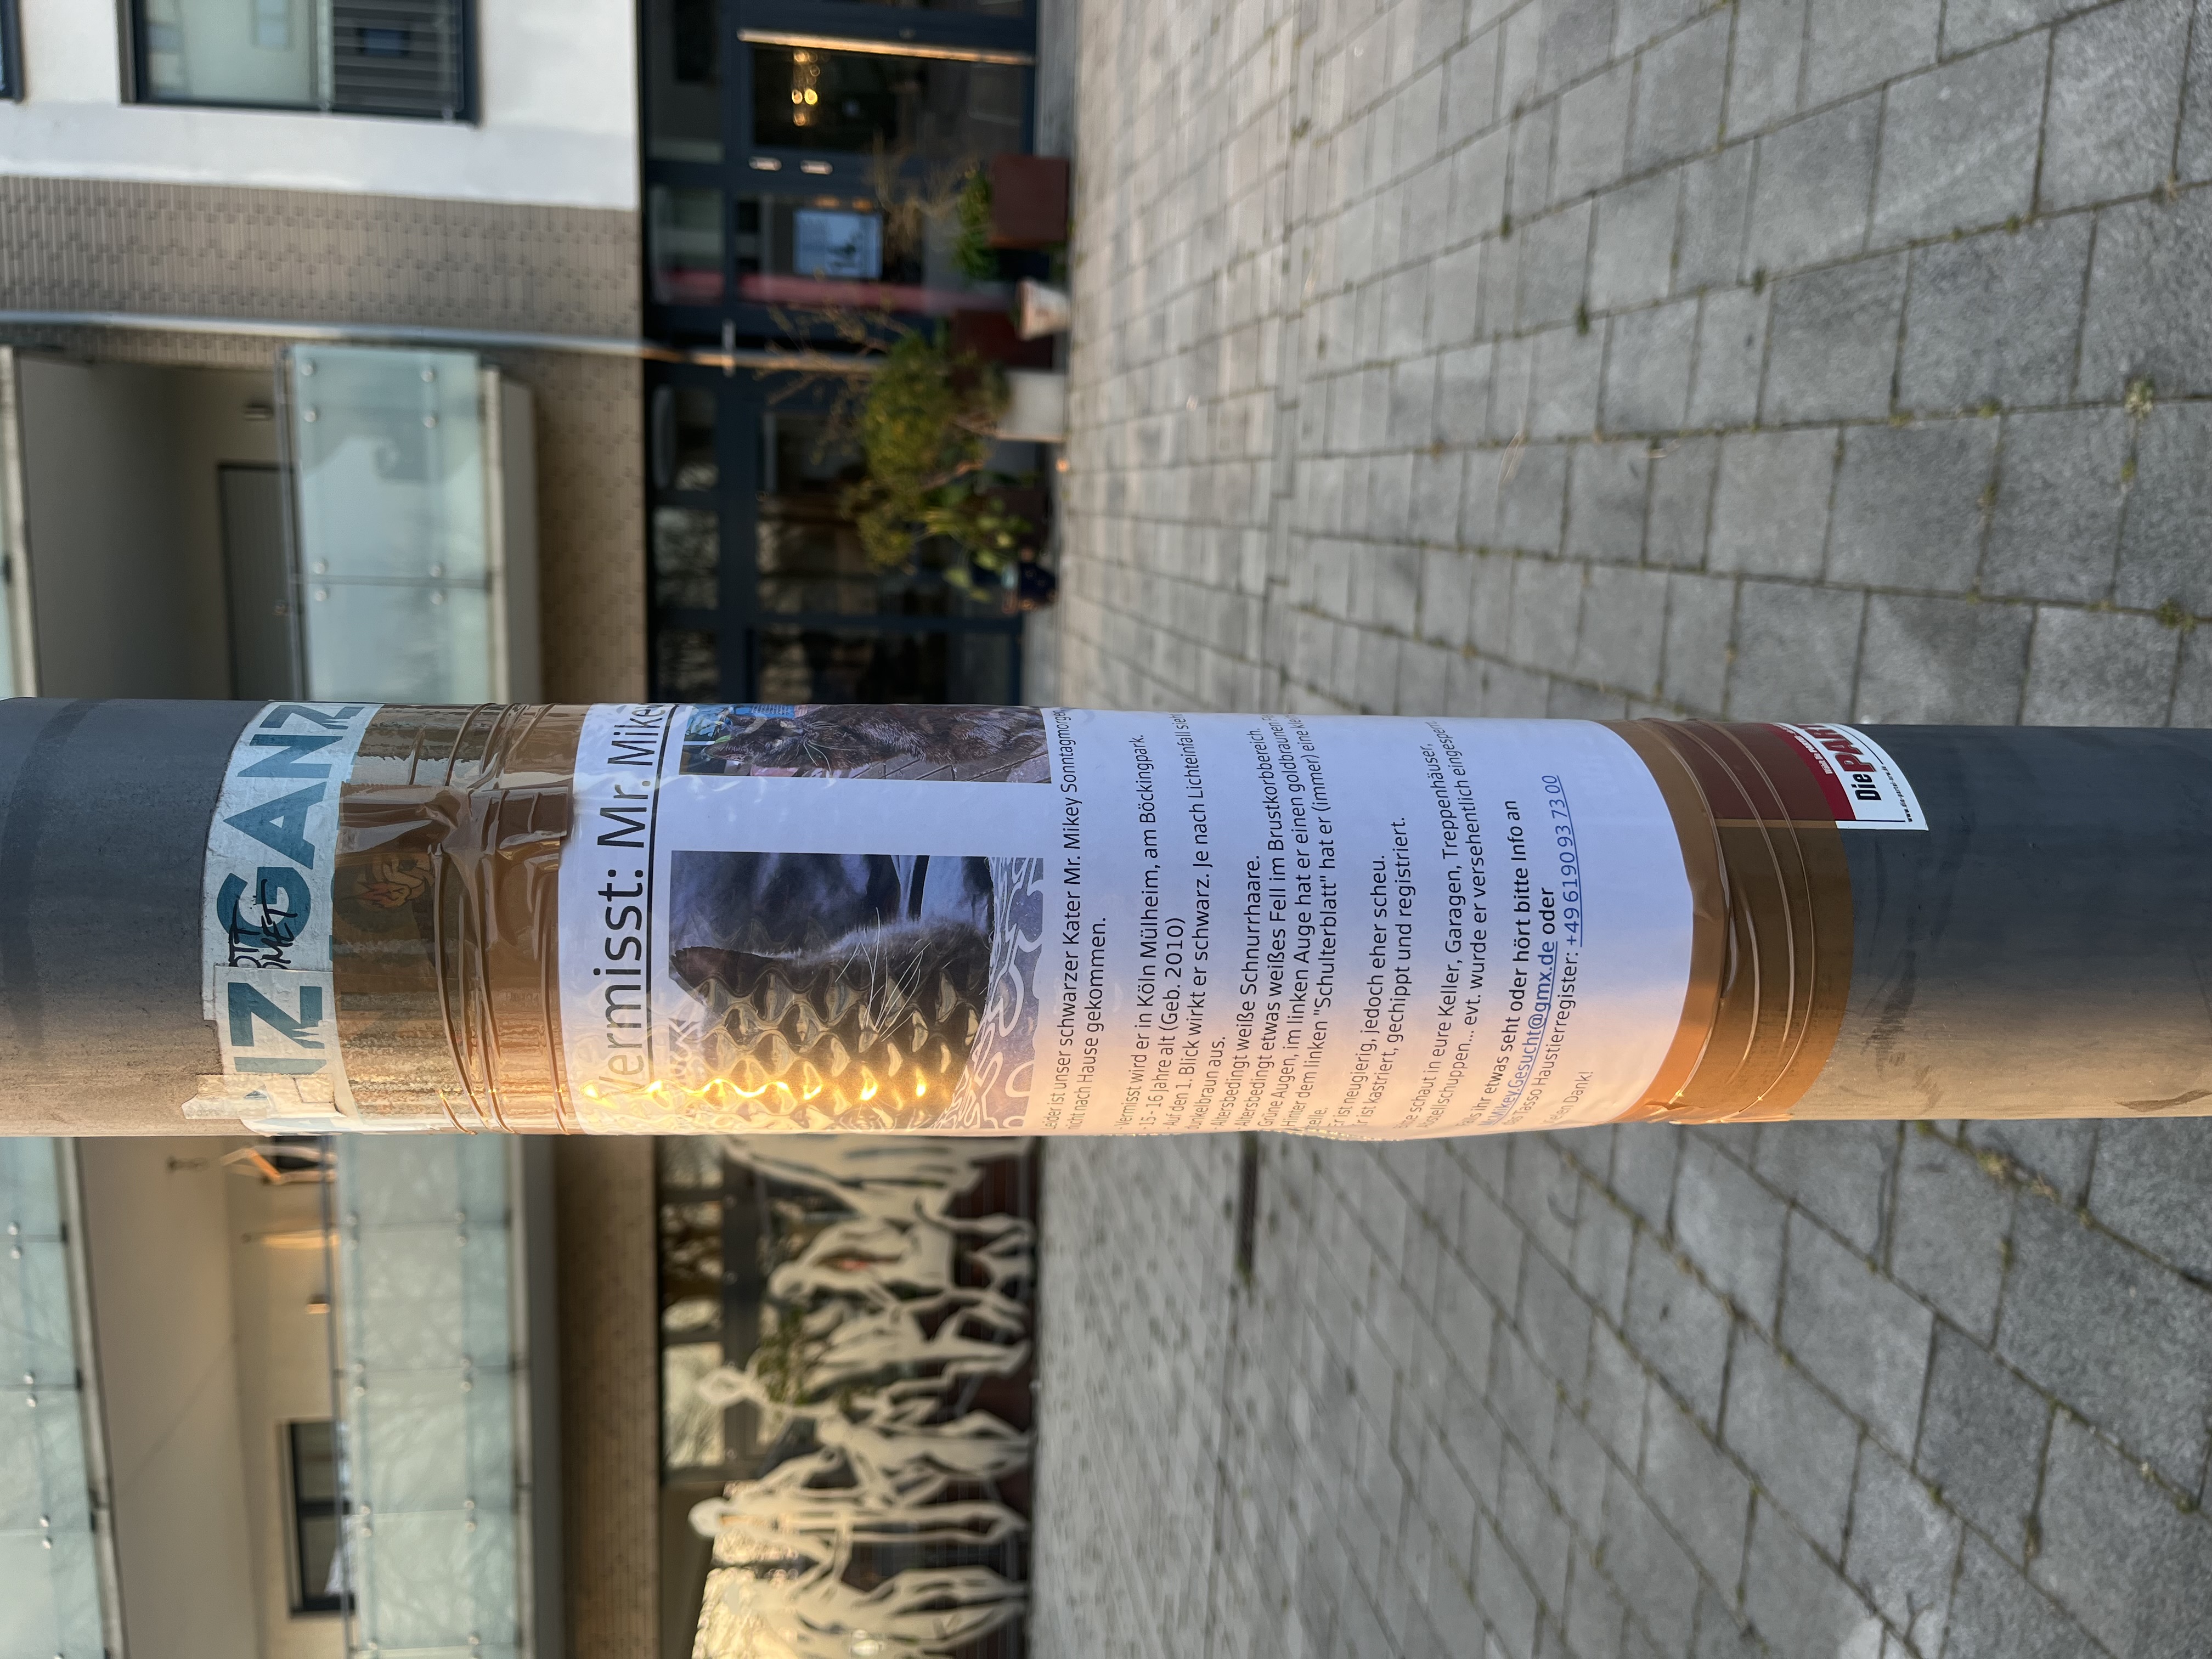 GANZ
Vermisst: Mr. Mikey
Leider ist unser schwarzer Kater Mr. Mikey Sonntagmorgen
nicht nach Hause gekommen.
- Vermisst wird er in Köln Mülheim, am Böckingpark.
- 15 - 16 Jahre alt (Geb. 2010)
- Auf den 1. Blick wirkt er schwarz. Je nach Lichteinfall
dunkelbraun aus.
Altersbedingt weiße Schnurrhaare.
Altersbedingt etwas weißes Fell im Brustkorbbereich.
Grüne Augen, im linken Auge hat er einen goldbraunen
Hinter dem linken "Schulterblatt" hat er (immer) eine
Er ist neugierig, jedoch eher scheu.
Er ist kastriert, gechippt und registriert.
schaut in eure Keller, Garagen, Treppenhäuser,
Abstellschuppen... evt. wurde er versehentlich eingesperrt.
Falls ihr etwas seht oder hört bitte Info an
Mikey.Gesucht@gmx.de oder
Tasso Haustierregister: +49 6190 93 73 00
Vielen Dank!
Die PARTEI